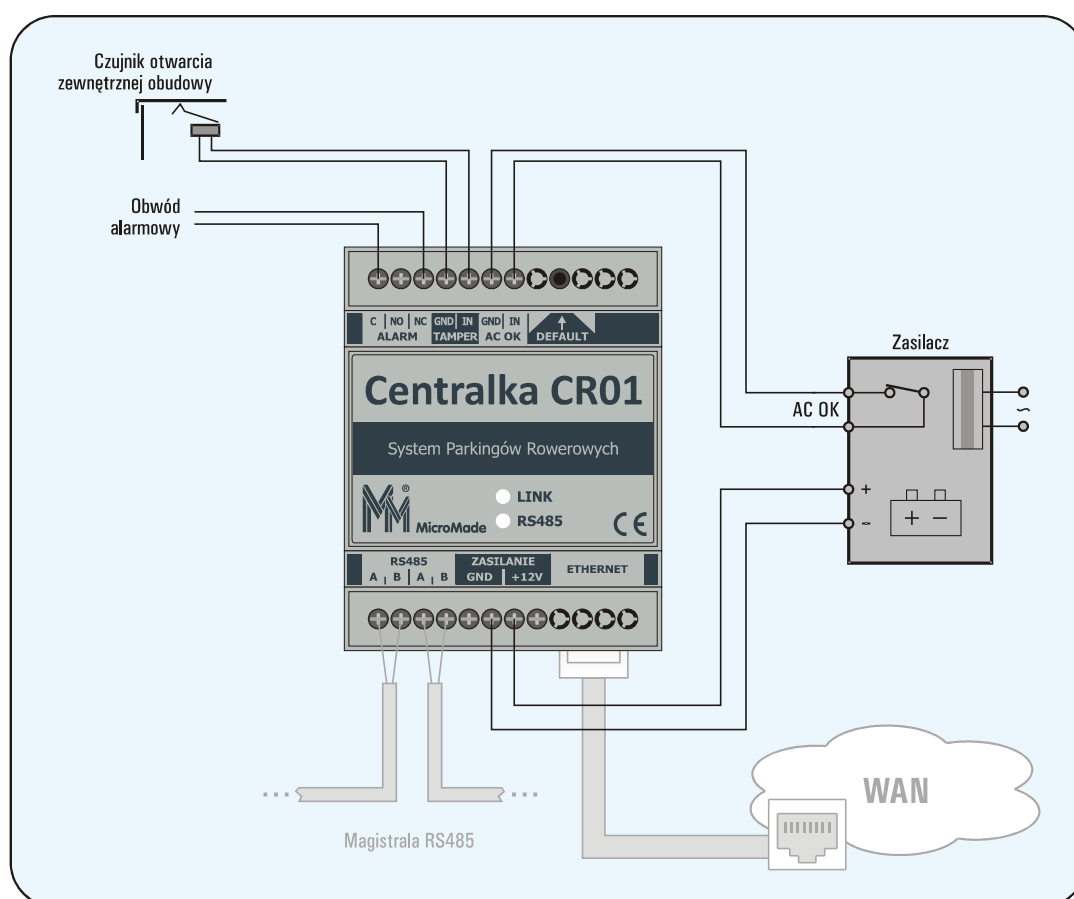 Czujnik otwarcia
zewnętrznej obudowy
Obwód
alarmowy
C | NO | NC GND | IN GND | IN
ALARM TAMPER AC OK DEFAULT
Zasilacz
AC OK
~
+
Centralka CR01
System Parkingów Rowerowych
+ −
MM® MicroMade
LINK
RS485
CE
RS485 ZASILANIE ETHERNET
A | B | A | B GND | +12V
WAN
... ...
Magistrala RS485